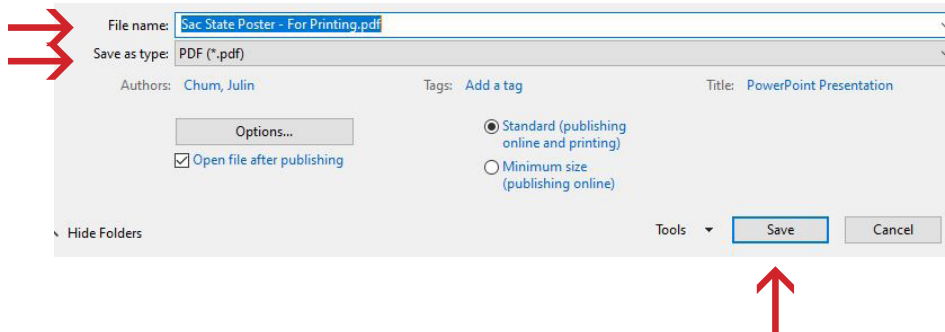 File name: Sac State Poster - For Printing.pdf
Save as type: PDF (*.pdf)
Authors: Chum, Julin Tags: Add a tag Title: PowerPoint Presentation
Options...
Open file after publishing
Standard (publishing
online and printing)
Minimum size
(publishing online)
Hide Folders
Tools Save Cancel